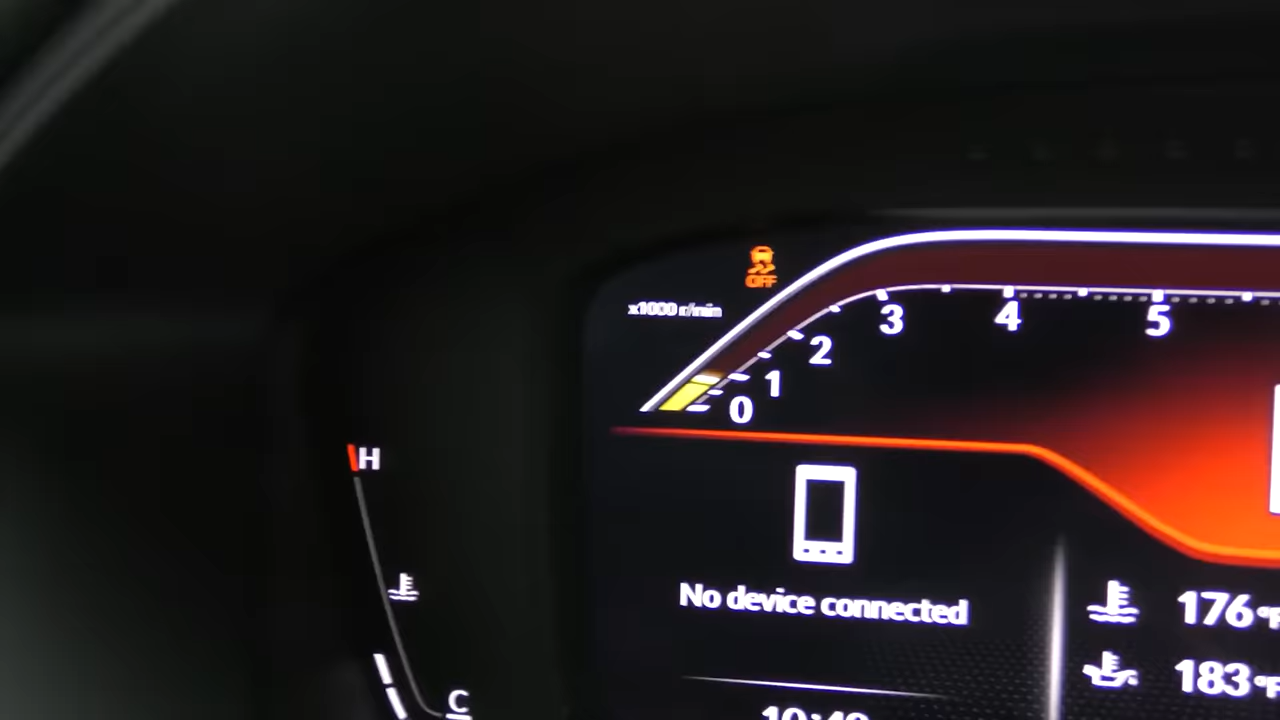 OFF
x1000 r/min
0 1 2 3 4 5
H
No device connected
176°F
183°F
C